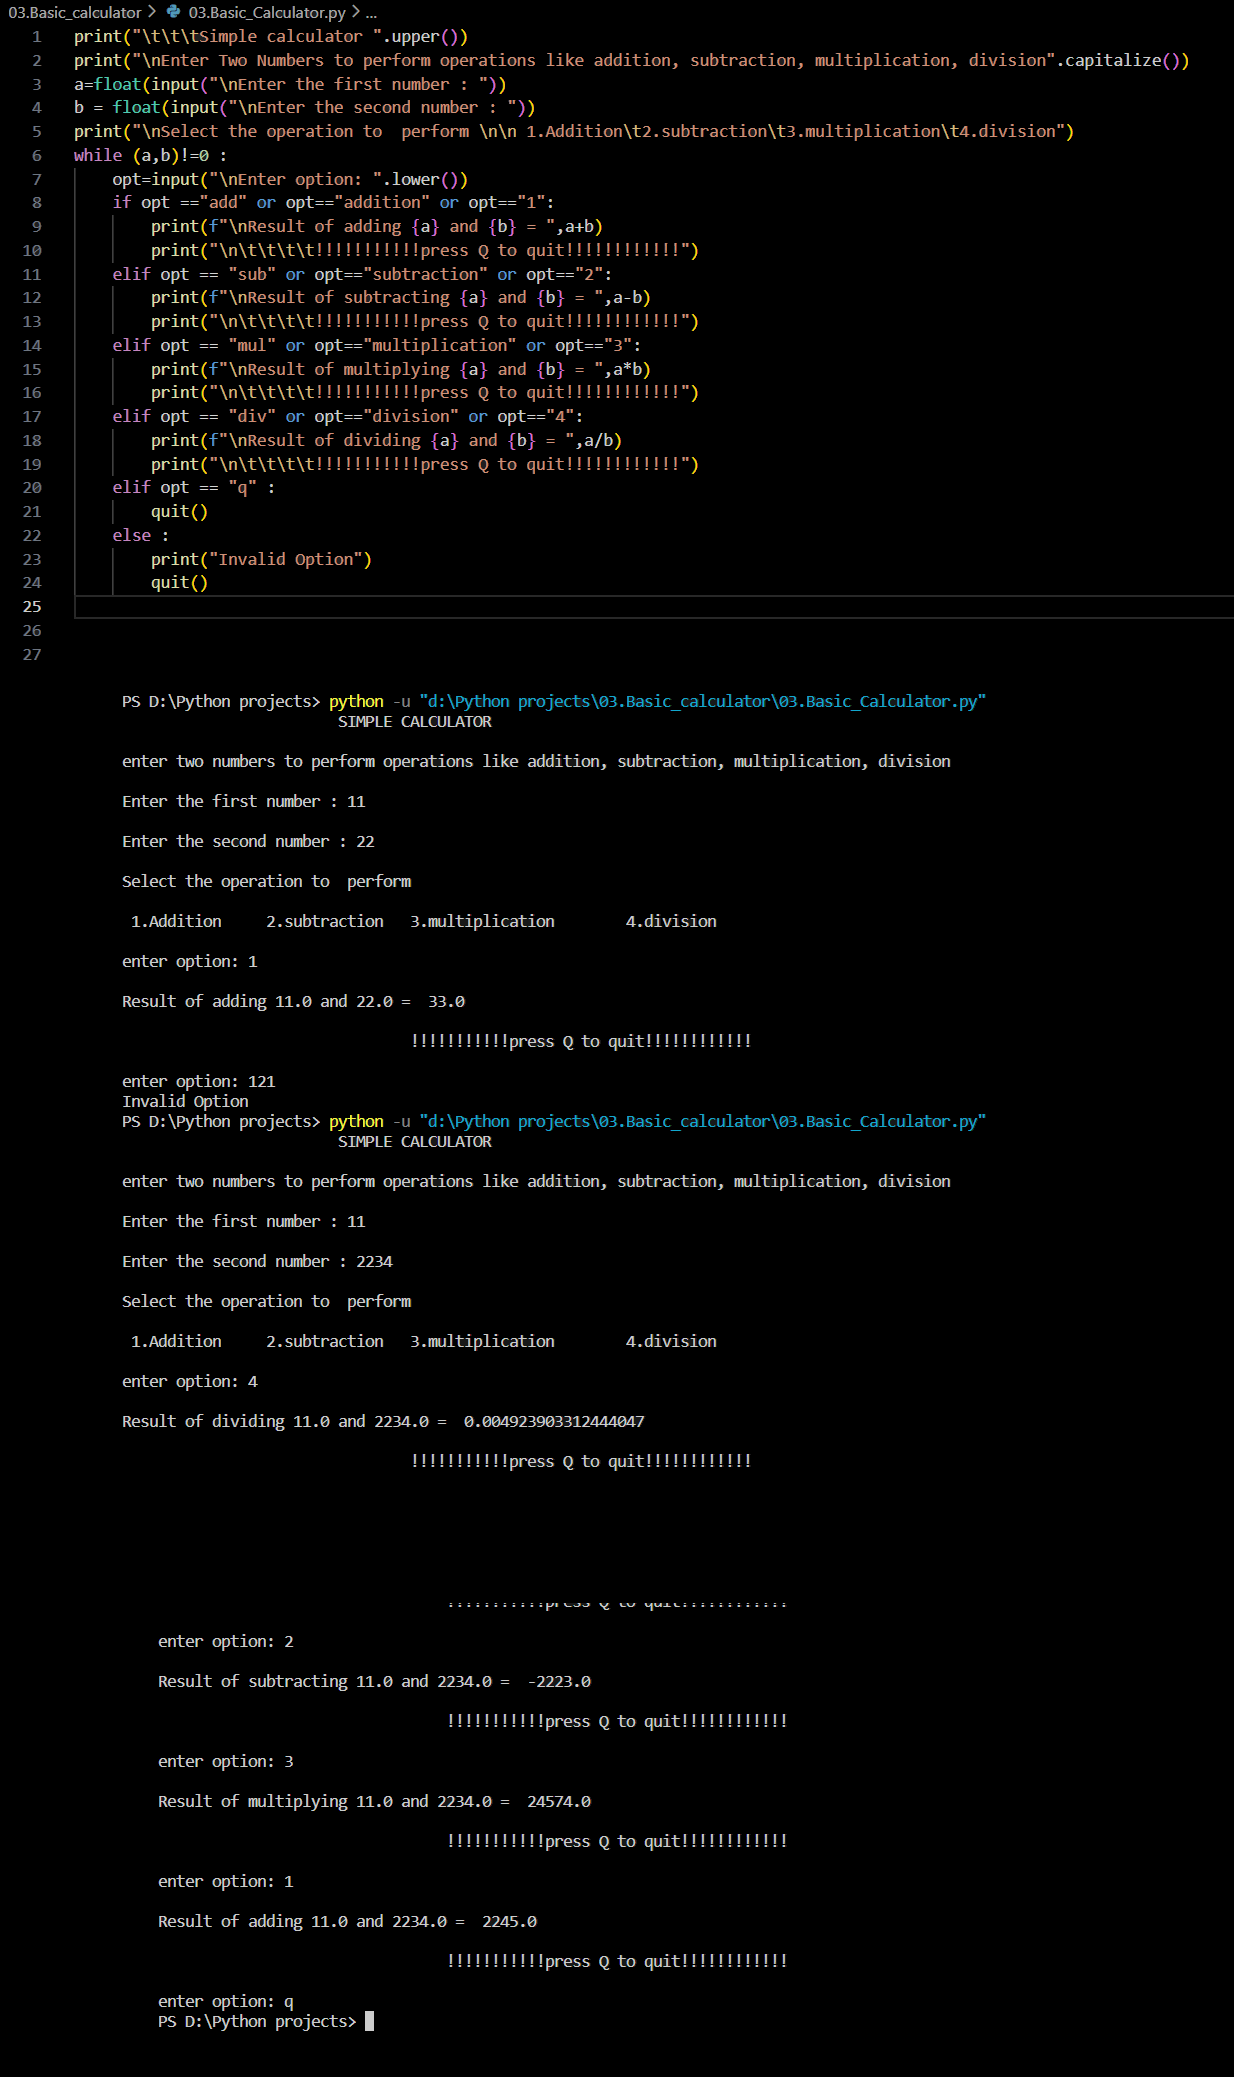 03.Basic_calculator > 03.Basic_Calculator.py > ...
1 print("\t\t\tSimple calculator ".upper())
2 print("\nEnter Two Numbers to perform operations like addition, subtraction, multiplication, division".capitalize())
3 a=float(input("\nEnter the first number : "))
4 b = float(input("\nEnter the second number : "))
5 print("\nSelect the operation to  perform \n\n 1.Addition\t2.subtraction\t3.multiplication\t4.division")
6 while (a,b)!=0 :
7     opt=input("\nEnter option: ".lower())
8     if opt =="add" or opt=="addition" or opt=="1":
9         print(f"\nResult of adding {a} and {b} = ",a+b)
10         print("\n\t\t\t\t!!!!!!!!!!!press Q to quit!!!!!!!!!!!!")
11     elif opt == "sub" or opt=="subtraction" or opt=="2":
12         print(f"\nResult of subtracting {a} and {b} = ",a-b)
13         print("\n\t\t\t\t!!!!!!!!!!!press Q to quit!!!!!!!!!!!!")
14     elif opt == "mul" or opt=="multiplication" or opt=="3":
15         print(f"\nResult of multiplying {a} and {b} = ",a*b)
16         print("\n\t\t\t\t!!!!!!!!!!!press Q to quit!!!!!!!!!!!!")
17     elif opt == "div" or opt=="division" or opt=="4":
18         print(f"\nResult of dividing {a} and {b} = ",a/b)
19         print("\n\t\t\t\t!!!!!!!!!!!press Q to quit!!!!!!!!!!!!")
20     elif opt == "q" :
21         quit()
22     else :
23         print("Invalid Option")
24         quit()
25
26
27
PS D:\Python projects> python -u "d:\Python projects\03.Basic_calculator\03.Basic_Calculator.py"
SIMPLE CALCULATOR
enter two numbers to perform operations like addition, subtraction, multiplication, division
Enter the first number : 11
Enter the second number : 22
Select the operation to  perform
1.Addition     2.subtraction   3.multiplication        4.division
enter option: 1
Result of adding 11.0 and 22.0 =  33.0
!!!!!!!!!!!press Q to quit!!!!!!!!!!!!
enter option: 121
Invalid Option
PS D:\Python projects> python -u "d:\Python projects\03.Basic_calculator\03.Basic_Calculator.py"
SIMPLE CALCULATOR
enter two numbers to perform operations like addition, subtraction, multiplication, division
Enter the first number : 11
Enter the second number : 2234
Select the operation to  perform
1.Addition     2.subtraction   3.multiplication        4.division
enter option: 4
Result of dividing 11.0 and 2234.0 =  0.004923903312444047
!!!!!!!!!!!press Q to quit!!!!!!!!!!!!
!!!!!!!!!!!press Q to quit!!!!!!!!!!!!
enter option: 2
Result of subtracting 11.0 and 2234.0 =  -2223.0
!!!!!!!!!!!press Q to quit!!!!!!!!!!!!
enter option: 3
Result of multiplying 11.0 and 2234.0 =  24574.0
!!!!!!!!!!!press Q to quit!!!!!!!!!!!!
enter option: 1
Result of adding 11.0 and 2234.0 =  2245.0
!!!!!!!!!!!press Q to quit!!!!!!!!!!!!
enter option: q
PS D:\Python projects>